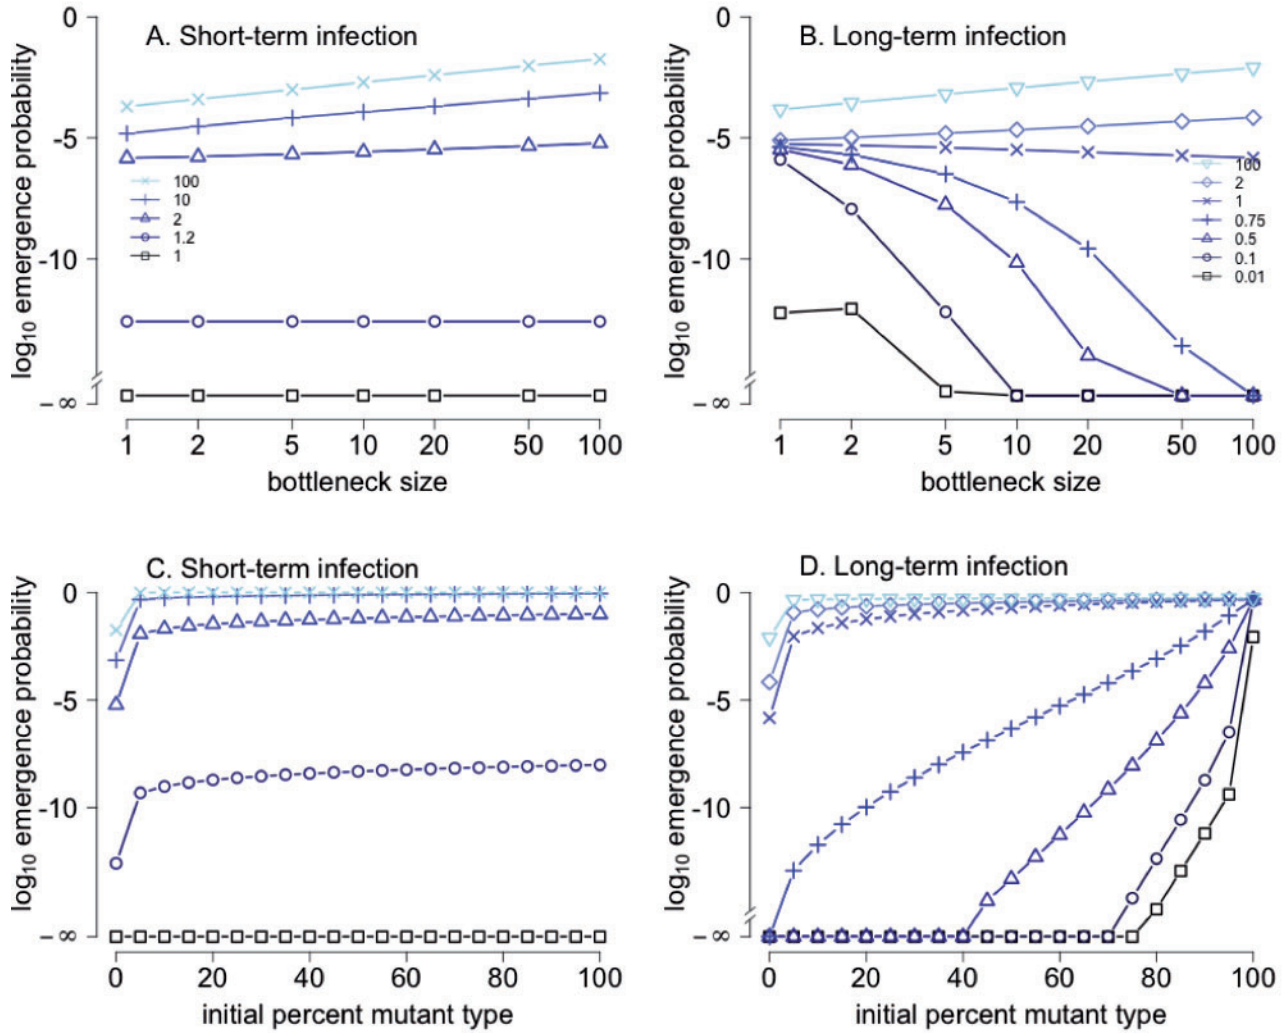 A. Short-term infection
log10 emergence probability
0
-5
-10
− ∞
100
10
2
1.2
1
1 2 5 10 20 50 100
bottleneck size
B. Long-term infection
log10 emergence probability
0
-5
-10
− ∞
100
2
1
0.75
0.5
0.1
0.01
1 2 5 10 20 50 100
bottleneck size
C. Short-term infection
log10 emergence probability
0
-5
-10
− ∞
0 20 40 60 80 100
initial percent mutant type
D. Long-term infection
log10 emergence probability
0
-5
-10
− ∞
0 20 40 60 80 100
initial percent mutant type